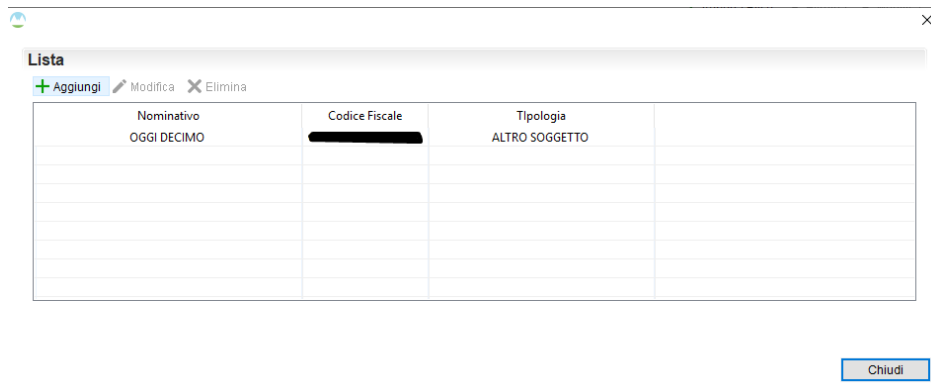 Lista
Aggiungi Modifica Elimina
Nominativo Codice Fiscale TIpologia
OGGI DECIMO ALTRO SOGGETTO
Chiudi